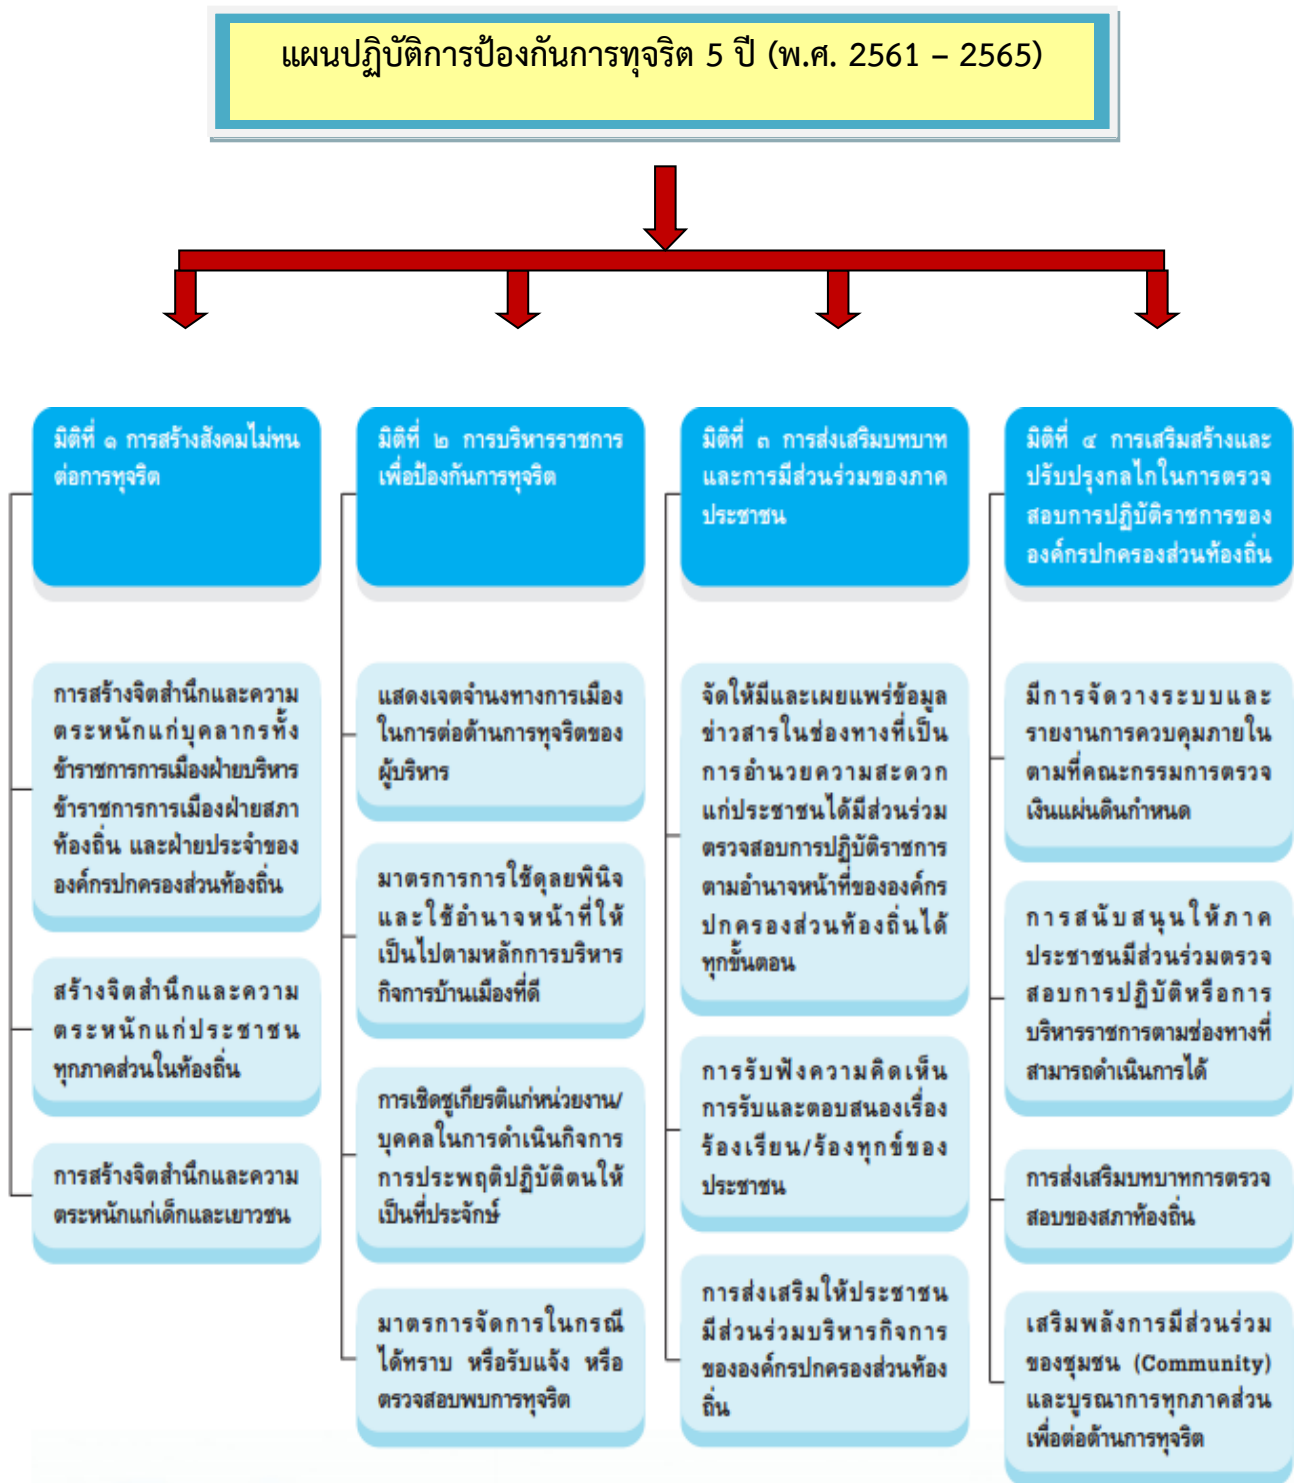 แผนปฏิบัติการป้องกันการทุจริต 5 ปี (พ.ศ. 2561 – 2565)
มิติที่ ๑ การสร้างสังคมไม่ทน
ต่อการทุจริต
การสร้างจิตสำนึกและความ
ตระหนักแก่บุคลากรทั้ง
ข้าราชการการเมืองฝ่ายบริหาร
ข้าราชการการเมืองฝ่ายสภา
ท้องถิ่น และฝ่ายประจำของ
องค์กรปกครองส่วนท้องถิ่น
สร้างจิตสำนึกและความ
ตระหนักแก่ประชาชน
ทุกภาคส่วนในท้องถิ่น
การสร้างจิตสำนึกและความ
ตระหนักแก่เด็กและเยาวชน
มิติที่ ๒ การบริหารราชการ
เพื่อป้องกันการทุจริต
แสดงเจตจำนงทางการเมือง
ในการต่อต้านการทุจริตของ
ผู้บริหาร
มาตรการการใช้ดุลยพินิจ
และใช้อำนาจหน้าที่ให้
เป็นไปตามหลักการบริหาร
กิจการบ้านเมืองที่ดี
การเชิดชูเกียรติแก่หน่วยงาน/
บุคคลในการดำเนินกิจการ
การประพฤติปฏิบัติตนให้
เป็นที่ประจักษ์
มาตรการจัดการในกรณี
ได้ทราบ หรือรับแจ้ง หรือ
ตรวจสอบพบการทุจริต
มิติที่ ๓ การส่งเสริมบทบาท
และการมีส่วนร่วมของภาค
ประชาชน
จัดให้มีและเผยแพร่ข้อมูล
ข่าวสารในช่องทางที่เป็น
การอำนวยความสะดวก
แก่ประชาชนได้มีส่วนร่วม
ตรวจสอบการปฏิบัติราชการ
ตามอำนาจหน้าที่ขององค์กร
ปกครองส่วนท้องถิ่นได้
ทุกขั้นตอน
การรับฟังความคิดเห็น
การรับและตอบสนองเรื่อง
ร้องเรียน/ร้องทุกข์ของ
ประชาชน
การส่งเสริมให้ประชาชน
มีส่วนร่วมบริหารกิจการ
ขององค์กรปกครองส่วนท้อง
ถิ่น
มิติที่ ๔ การเสริมสร้างและ
ปรับปรุงกลไกในการตรวจ
สอบการปฏิบัติราชการของ
องค์กรปกครองส่วนท้องถิ่น
มีการจัดวางระบบและ
รายงานการควบคุมภายใน
ตามที่คณะกรรมการตรวจ
เงินแผ่นดินกำหนด
การสนับสนุนให้ภาค
ประชาชนมีส่วนร่วมตรวจ
สอบการปฏิบัติหรือการ
บริหารราชการตามช่องทางที่
สามารถดำเนินการได้
การส่งเสริมบทบาทการตรวจ
สอบของสภาท้องถิ่น
เสริมพลังการมีส่วนร่วม
ของชุมชน (Community)
และบูรณาการทุกภาคส่วน
เพื่อต่อต้านการทุจริต